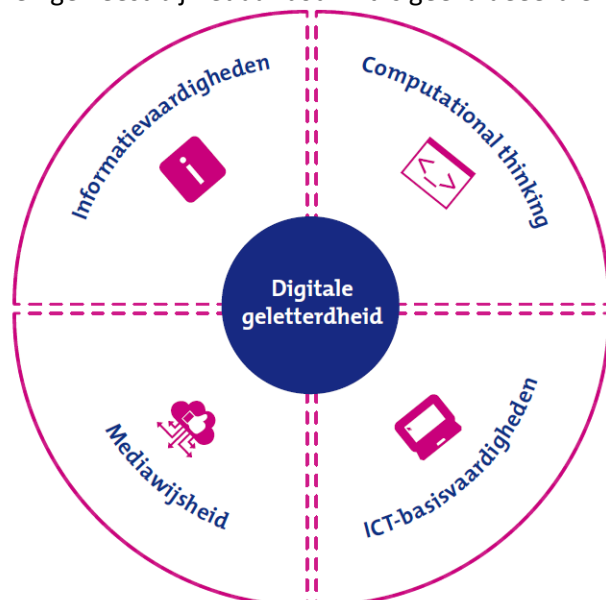 Informatievaardigheden
Computational thinking
Digitale
geletterdheid
Mediawijsheid
ICT-basisvaardigheden